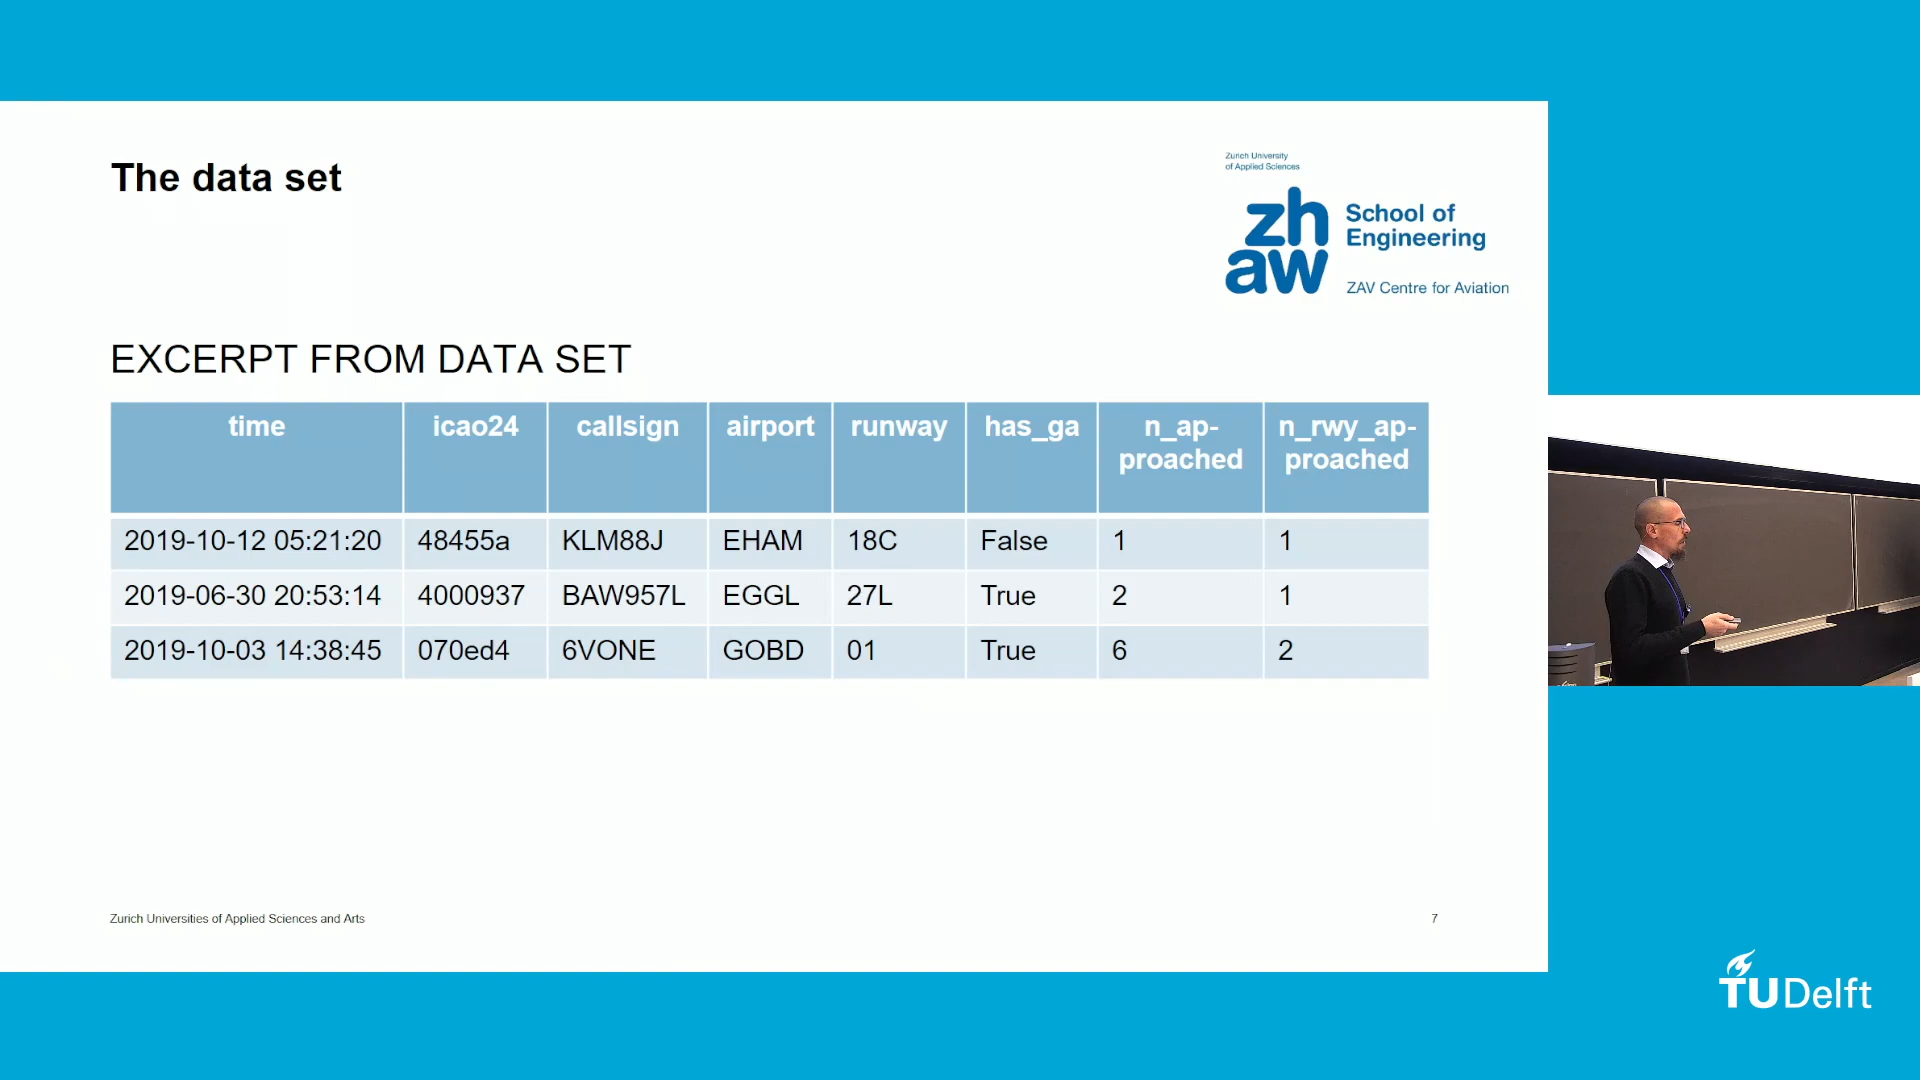 The data set
Zurich University
of Applied Sciences
zh
aw
School of
Engineering
ZAV Centre for Aviation
EXCERPT FROM DATA SET
time icao24 callsign airport runway has_ga n_ap- n_rwy_ap-
proached proached
2019-10-12 05:21:20 48455a KLM88J EHAM 18C False 1 1
2019-06-30 20:53:14 4000937 BAW957L EGGL 27L True 2 1
2019-10-03 14:38:45 070ed4 6VONE GOBD 01 True 6 2
Zurich Universities of Applied Sciences and Arts
7
TUDelft